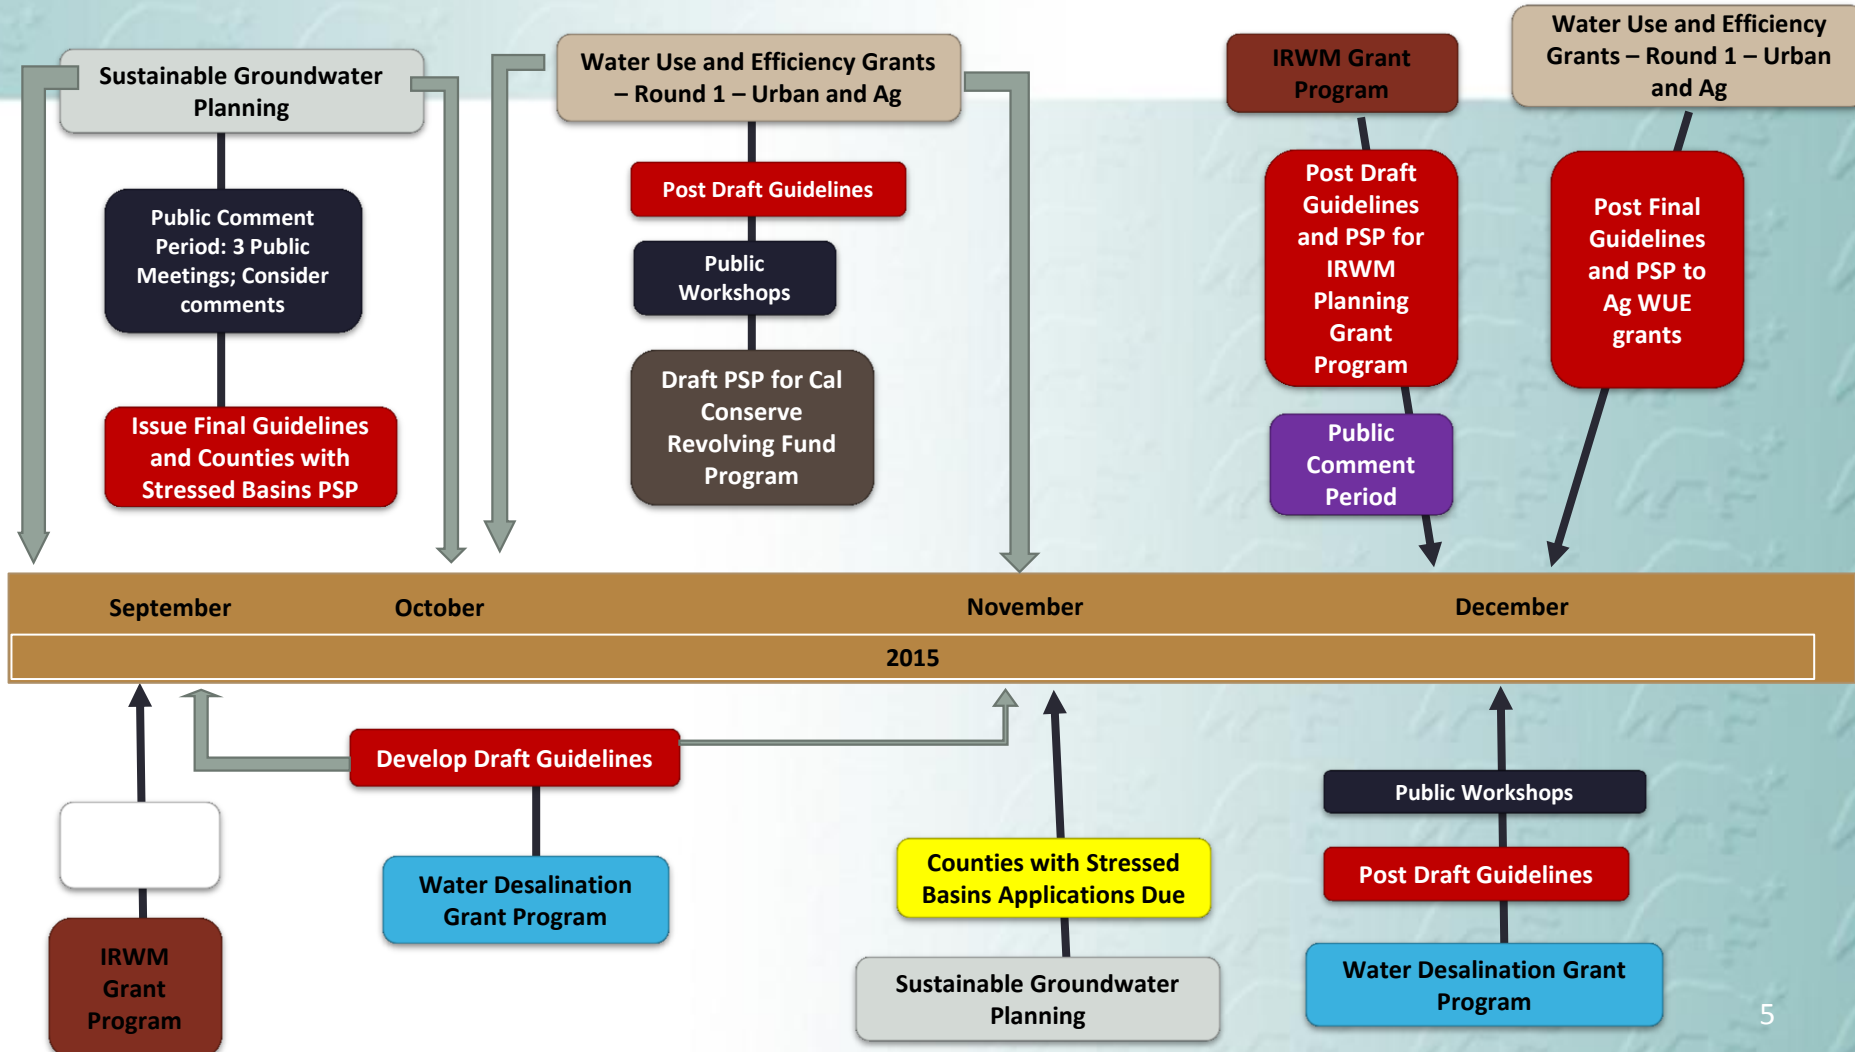 Sustainable Groundwater
Planning
Public Comment
Period: 3 Public
Meetings; Consider
comments
Issue Final Guidelines
and Counties with
Stressed Basins PSP
Water Use and Efficiency Grants
– Round 1 – Urban and Ag
Post Draft Guidelines
Public
Workshops
Draft PSP for Cal
Conserve
Revolving Fund
Program
IRWM Grant
Program
Post Draft
Guidelines
and PSP for
IRWM
Planning
Grant
Program
Public
Comment
Period
Water Use and Efficiency
Grants – Round 1 – Urban
and Ag
Post Final
Guidelines
and PSP to
Ag WUE
grants
September
October
November
December
2015
IRWM
Grant
Program
Develop Draft Guidelines
Water Desalination
Grant Program
Counties with Stressed
Basins Applications Due
Sustainable Groundwater
Planning
Public Workshops
Post Draft Guidelines
Water Desalination Grant
Program
5